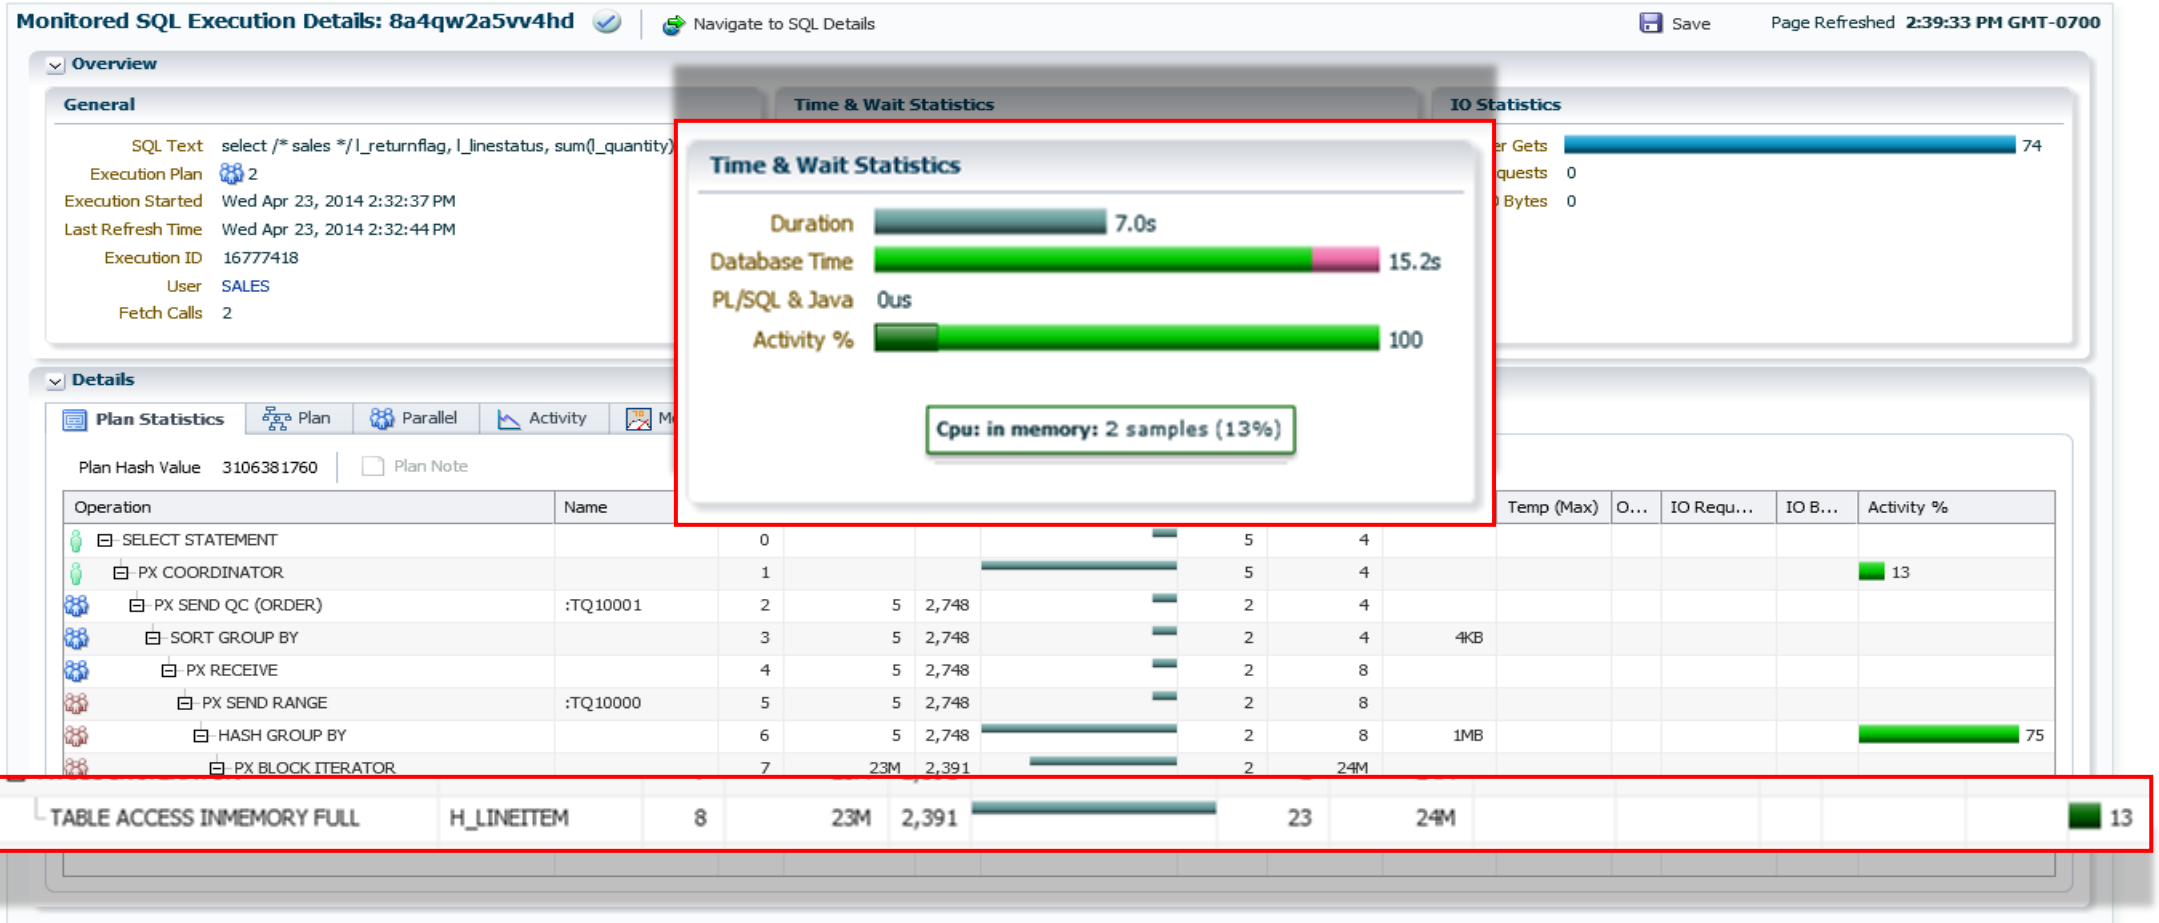 Monitored SQL Execution Details: 8a4qw2a5vv4hd
Navigate to SQL Details
Save
Page Refreshed 2:39:33 PM GMT-0700
Overview
General
SQL Text select /* sales */ l_returnflag, l_linestatus, sum(l_quantity)
Execution Plan 2
Execution Started Wed Apr 23, 2014 2:32:37 PM
Last Refresh Time Wed Apr 23, 2014 2:32:44 PM
Execution ID 16777418
User SALES
Fetch Calls 2
Time & Wait Statistics
Time & Wait Statistics
Duration 7.0s
Database Time 15.2s
PL/SQL & Java 0us
Activity % 100
Cpu: in memory: 2 samples (13%)
IO Statistics
Gets 74
quests 0
Bytes 0
Details
Plan Statistics Plan Parallel Activity
Plan Hash Value 3106381760 Plan Note
Operation Name Temp (Max) O... IO Requ... IO B... Activity %
SELECT STATEMENT 0 5 4
PX COORDINATOR 1 5 4 13
PX SEND QC (ORDER) :TQ10001 2 5 2,748 2 4
SORT GROUP BY 3 5 2,748 2 4 4KB
PX RECEIVE 4 5 2,748 2 8
PX SEND RANGE :TQ10000 5 5 2,748 2 8
HASH GROUP BY 6 5 2,748 2 8 1MB 75
PX BLOCK ITERATOR 7 23M 2,391 2 24M
TABLE ACCESS INMEMORY FULL H_LINEITEM 8 23M 2,391 23 24M 13